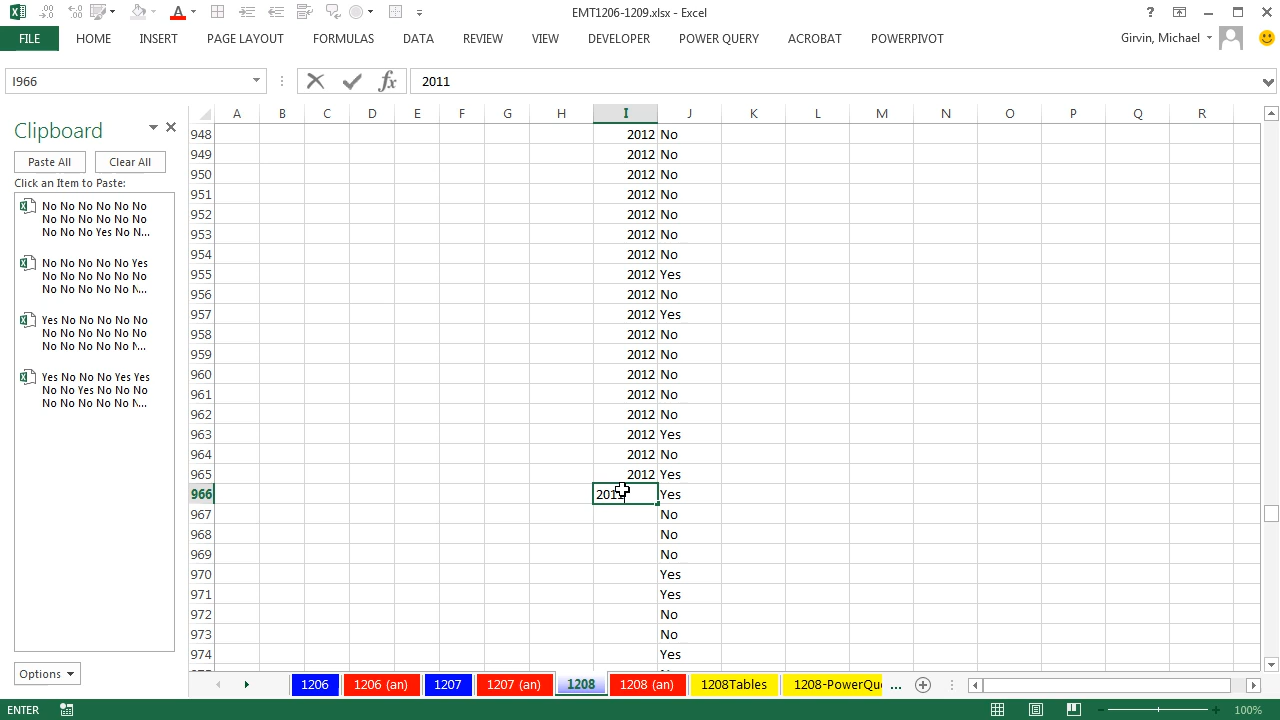 EMT1206-1209.xlsx - Excel
FILE HOME INSERT PAGE LAYOUT FORMULAS DATA REVIEW VIEW DEVELOPER POWER QUERY ACROBAT POWERPIVOT Girvin, Michael
I966 2011
Clipboard
Paste All Clear All
Click an Item to Paste:
No No No No No No
No No No No No No
No No No Yes No N...
No No No No No Yes
No No No No No No
No No No No No N...
Yes No No No No No
No No No No No No
No No No No No N...
Yes No No No Yes Yes
No No Yes No No No
No No No No No N...
Options
A B C D E F G H I J K L M N O P Q R
948 2012 No
949 2012 No
950 2012 No
951 2012 No
952 2012 No
953 2012 No
954 2012 No
955 2012 Yes
956 2012 No
957 2012 Yes
958 2012 No
959 2012 No
960 2012 No
961 2012 No
962 2012 No
963 2012 Yes
964 2012 No
965 2012 Yes
966 2011 Yes
967 No
968 No
969 No
970 Yes
971 Yes
972 No
973 No
974 Yes
1206 1206 (an) 1207 1207 (an) 1208 1208 (an) 1208Tables 1208-PowerQu ...
ENTER 100%